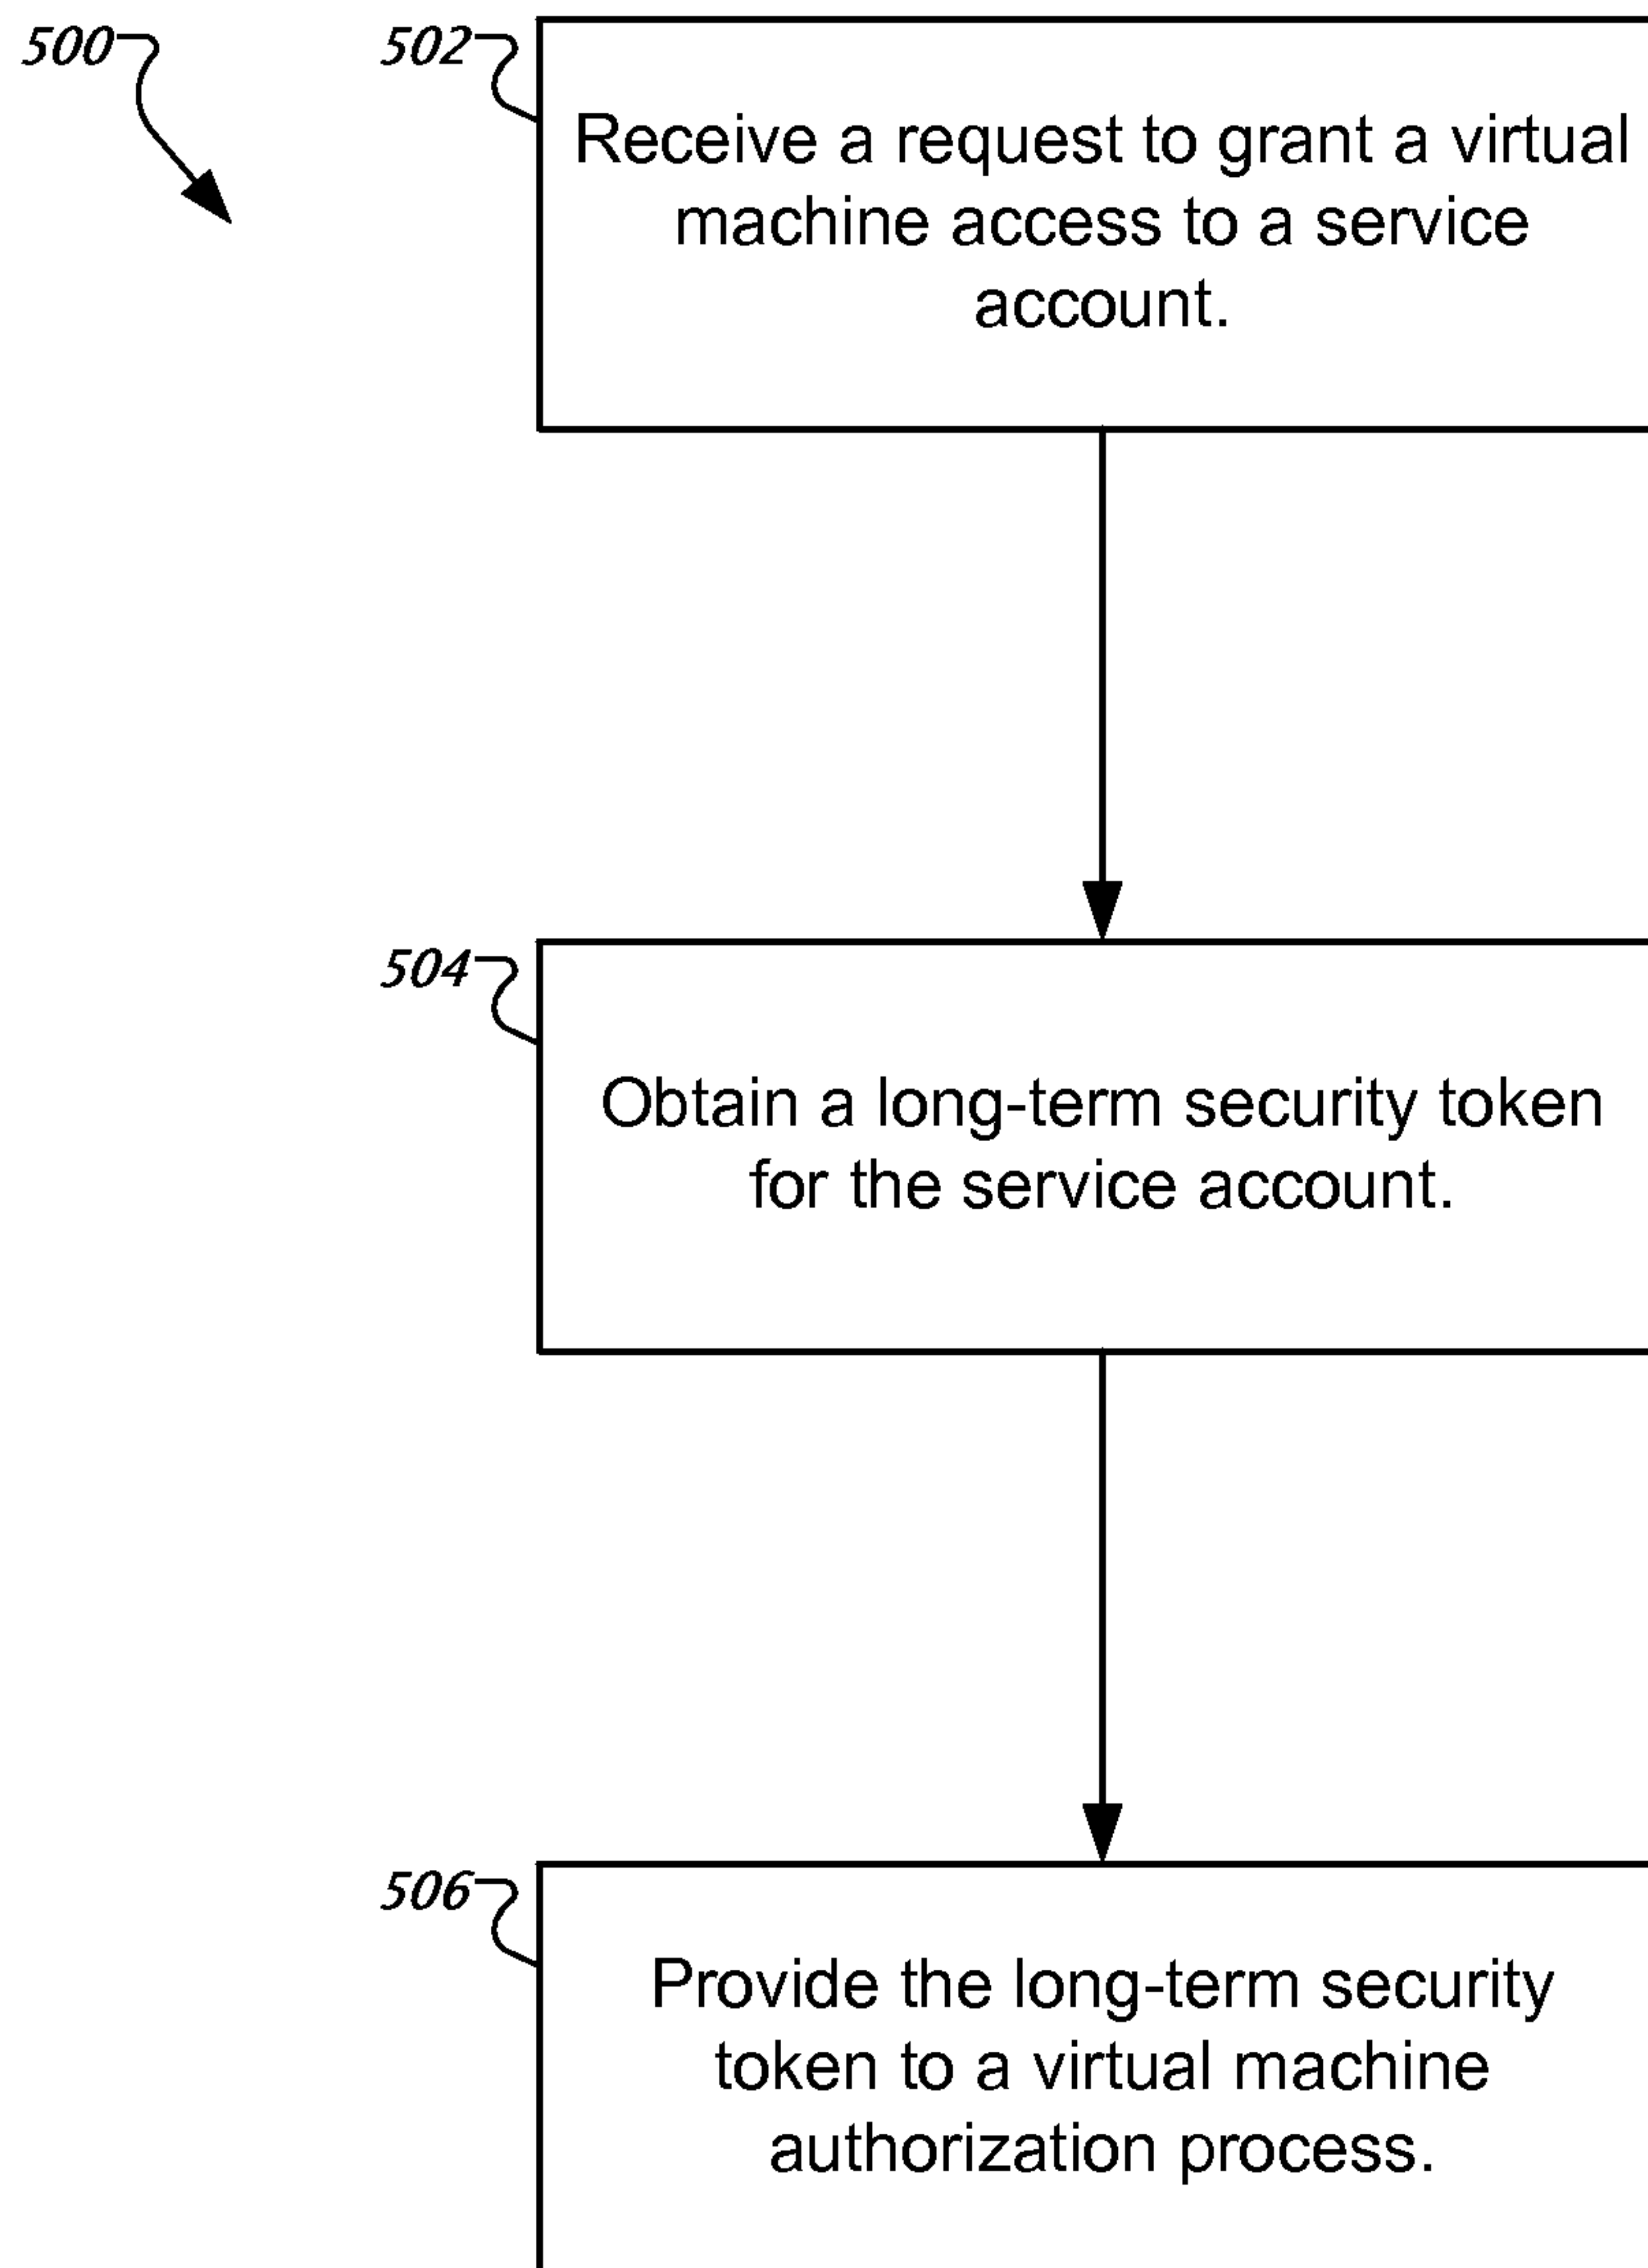 500
502
Receive a request to grant a virtual
machine access to a service
account.
504
Obtain a long-term security token
for the service account.
506
Provide the long-term security
token to a virtual machine
authorization process.